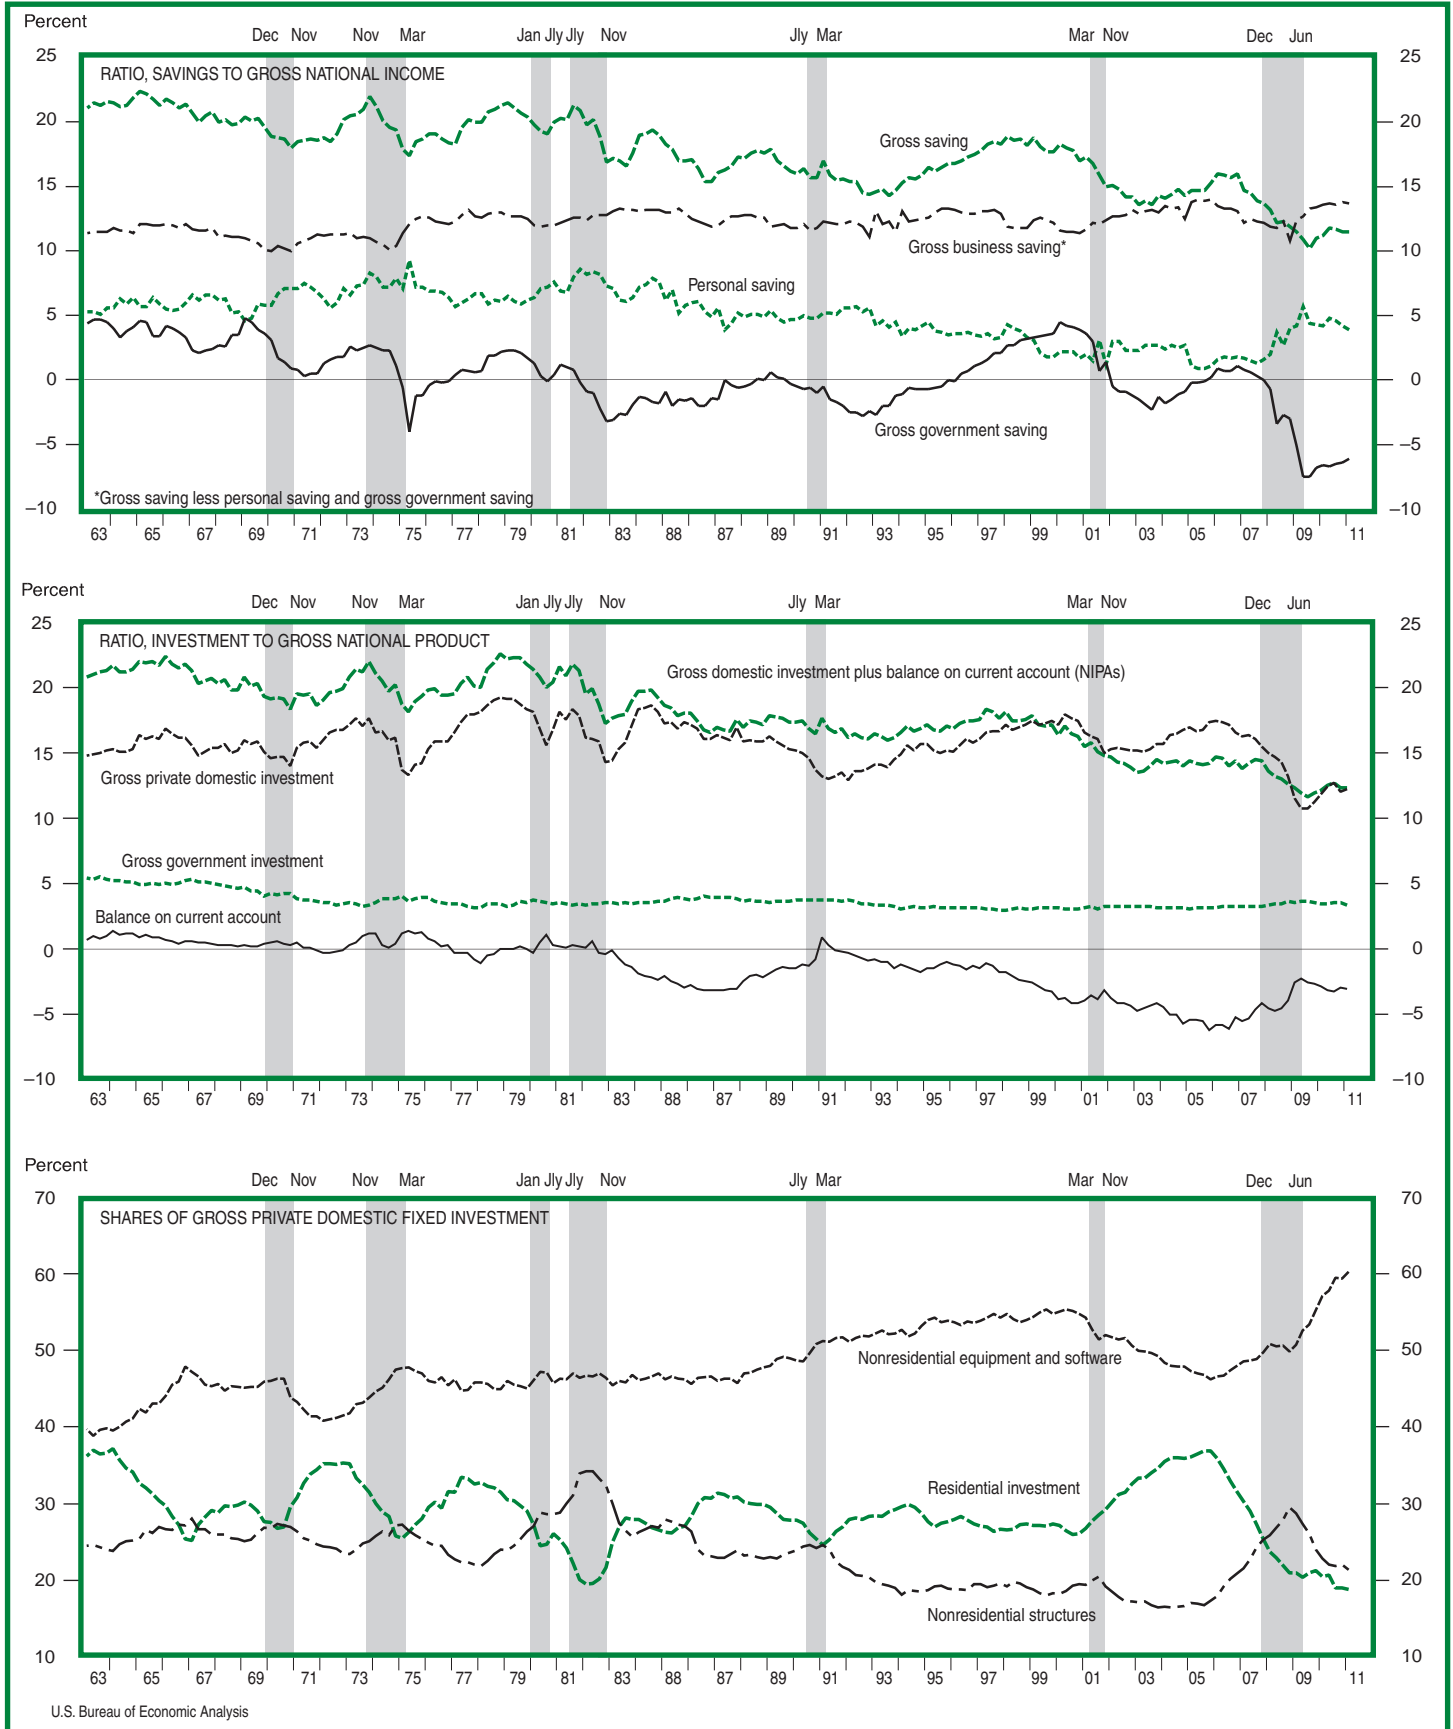 Percent
Dec Nov Nov Mar Jan Jly Jly Nov Jly Mar Mar Nov Dec Jun
25 25
RATIO, SAVINGS TO GROSS NATIONAL INCOME
20 20
Gross saving
15 15
10 10
Gross business saving*
Personal saving
5 5
0 0
Gross government saving
–5 –5
*Gross saving less personal saving and gross government saving
–10 –10
63 65 67 69 71 73 75 77 79 81 83 88 87 89 91 93 95 97 99 01 03 05 07 09 11
Percent
Dec Nov Nov Mar Jan Jly Jly Nov Jly Mar Mar Nov Dec Jun
25 25
RATIO, INVESTMENT TO GROSS NATIONAL PRODUCT
Gross domestic investment plus balance on current account (NIPAs)
20 20
15 15
Gross private domestic investment
10 10
Gross government investment
5 5
Balance on current account
0 0
–5 –5
–10 –10
63 65 67 69 71 73 75 77 79 81 83 88 87 89 91 93 95 97 99 01 03 05 07 09 11
Percent
Dec Nov Nov Mar Jan Jly Jly Nov Jly Mar Mar Nov Dec Jun
70 70
SHARES OF GROSS PRIVATE DOMESTIC FIXED INVESTMENT
60 60
50 50
Nonresidential equipment and software
40 40
Residential investment
30 30
20 20
Nonresidential structures
10 10
63 65 67 69 71 73 75 77 79 81 83 88 87 89 91 93 95 97 99 01 03 05 07 09 11
U.S. Bureau of Economic Analysis